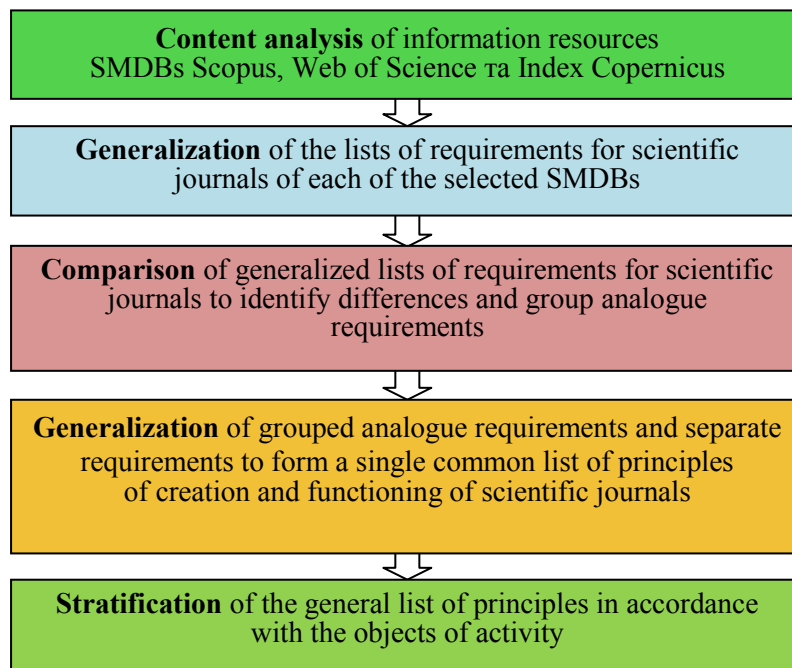 Content analysis of information resources
SMDBs Scopus, Web of Science та Index Copernicus
Generalization of the lists of requirements for scientific
journals of each of the selected SMDBs
Comparison of generalized lists of requirements for scientific
journals to identify differences and group analogue
requirements
Generalization of grouped analogue requirements and separate
requirements to form a single common list of principles
of creation and functioning of scientific journals
Stratification of the general list of principles in accordance
with the objects of activity